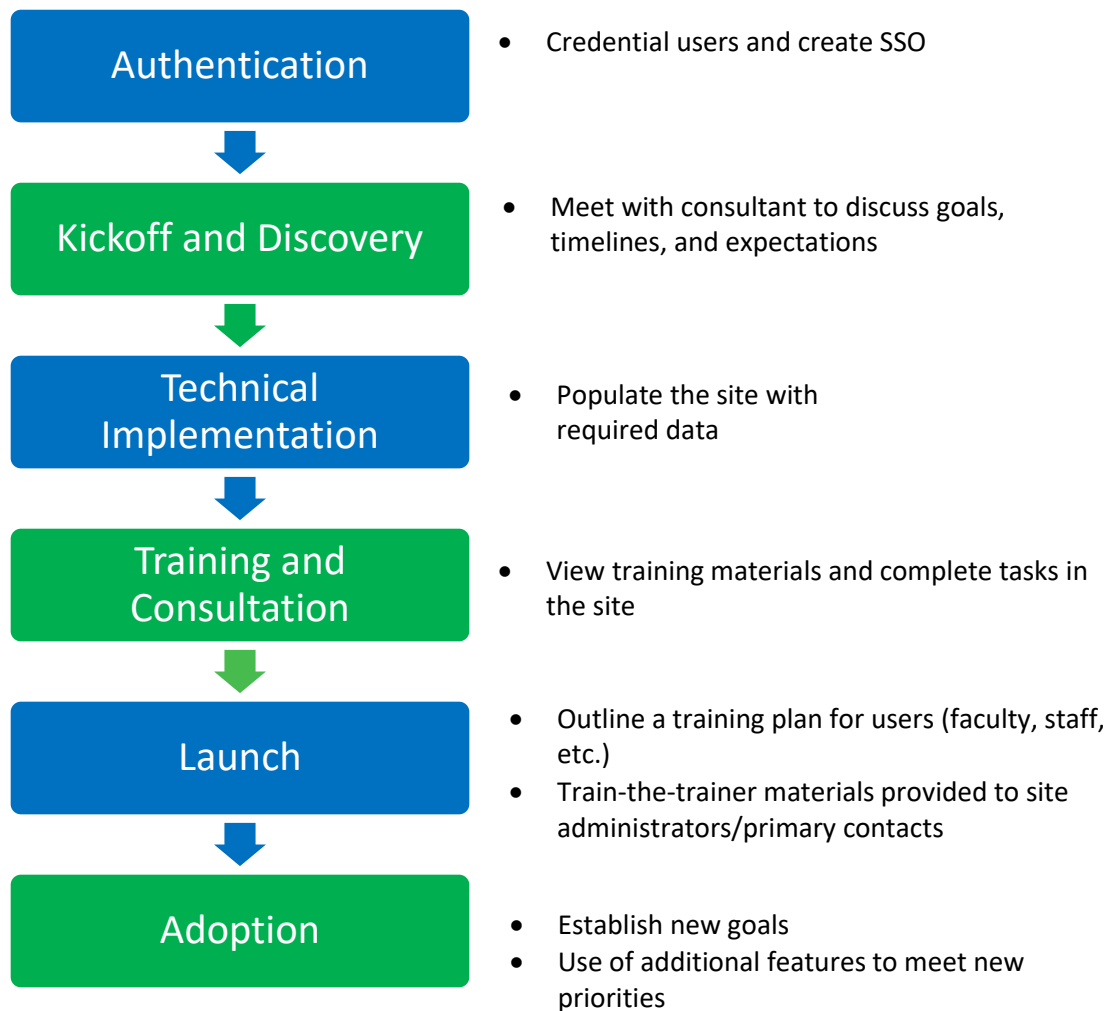 Authentication
• Credential users and create SSO
Kickoff and Discovery
• Meet with consultant to discuss goals,
timelines, and expectations
Technical
Implementation
• Populate the site with
required data
Training and
Consultation
• View training materials and complete tasks in
the site
Launch
• Outline a training plan for users (faculty, staff,
etc.)
• Train-the-trainer materials provided to site
administrators/primary contacts
Adoption
• Establish new goals
• Use of additional features to meet new
priorities